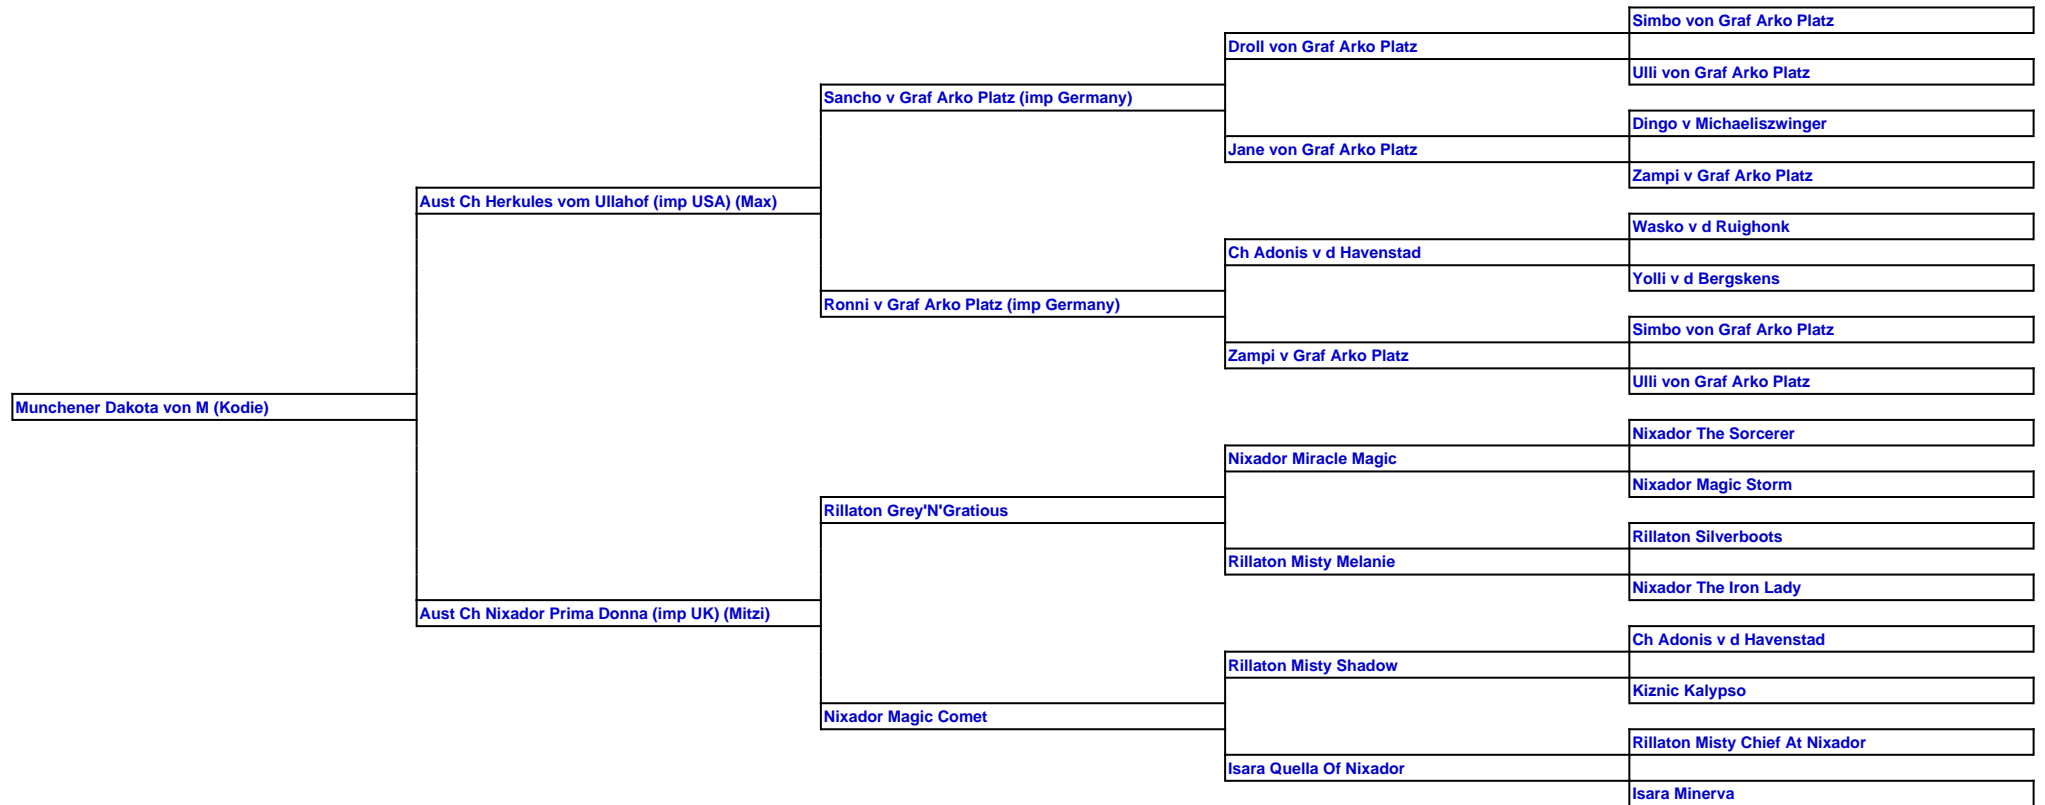 Simbo von Graf Arko Platz
Droll von Graf Arko Platz
Ulli von Graf Arko Platz
Sancho v Graf Arko Platz (imp Germany)
Dingo v Michaeliszwinger
Jane von Graf Arko Platz
Zampi v Graf Arko Platz
Aust Ch Herkules vom Ullahof (imp USA) (Max)
Wasko v d Ruighonk
Ch Adonis v d Havenstad
Yolli v d Bergskens
Ronni v Graf Arko Platz (imp Germany)
Simbo von Graf Arko Platz
Zampi v Graf Arko Platz
Ulli von Graf Arko Platz
Munchener Dakota von M (Kodie)
Nixador The Sorcerer
Nixador Miracle Magic
Nixador Magic Storm
Rillaton Grey'N'Gratious
Rillaton Silverboots
Rillaton Misty Melanie
Nixador The Iron Lady
Aust Ch Nixador Prima Donna (imp UK) (Mitzi)
Ch Adonis v d Havenstad
Rillaton Misty Shadow
Kiznic Kalypso
Nixador Magic Comet
Rillaton Misty Chief At Nixador
Isara Quella Of Nixador
Isara Minerva